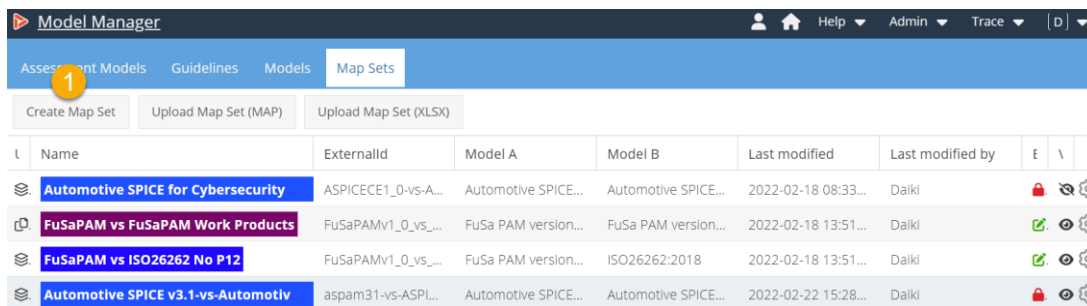 Model Manager Help Admin Trace [D]
Assessment Models Guidelines Models Map Sets
1
Create Map Set Upload Map Set (MAP) Upload Map Set (XLSX)
Name ExternalId Model A Model B Last modified Last modified by E
Automotive SPICE for Cybersecurity ASPICECE1_0-vs-A... Automotive SPICE... Automotive SPICE... 2022-02-18 08:33... Daiki
FuSaPAM vs FuSaPAM Work Products FuSaPAMv1_0_vs_... FuSa PAM version... FuSa PAM version... 2022-02-18 13:51... Daiki
FuSaPAM vs ISO26262 No P12 FuSaPAMv1_0_vs_... FuSa PAM version... ISO26262:2018 2022-02-18 13:51... Daiki
Automotive SPICE v3.1-vs-Automotiv aspam31-vs-ASPI... Automotive SPICE... Automotive SPICE... 2022-02-22 15:28... Daiki